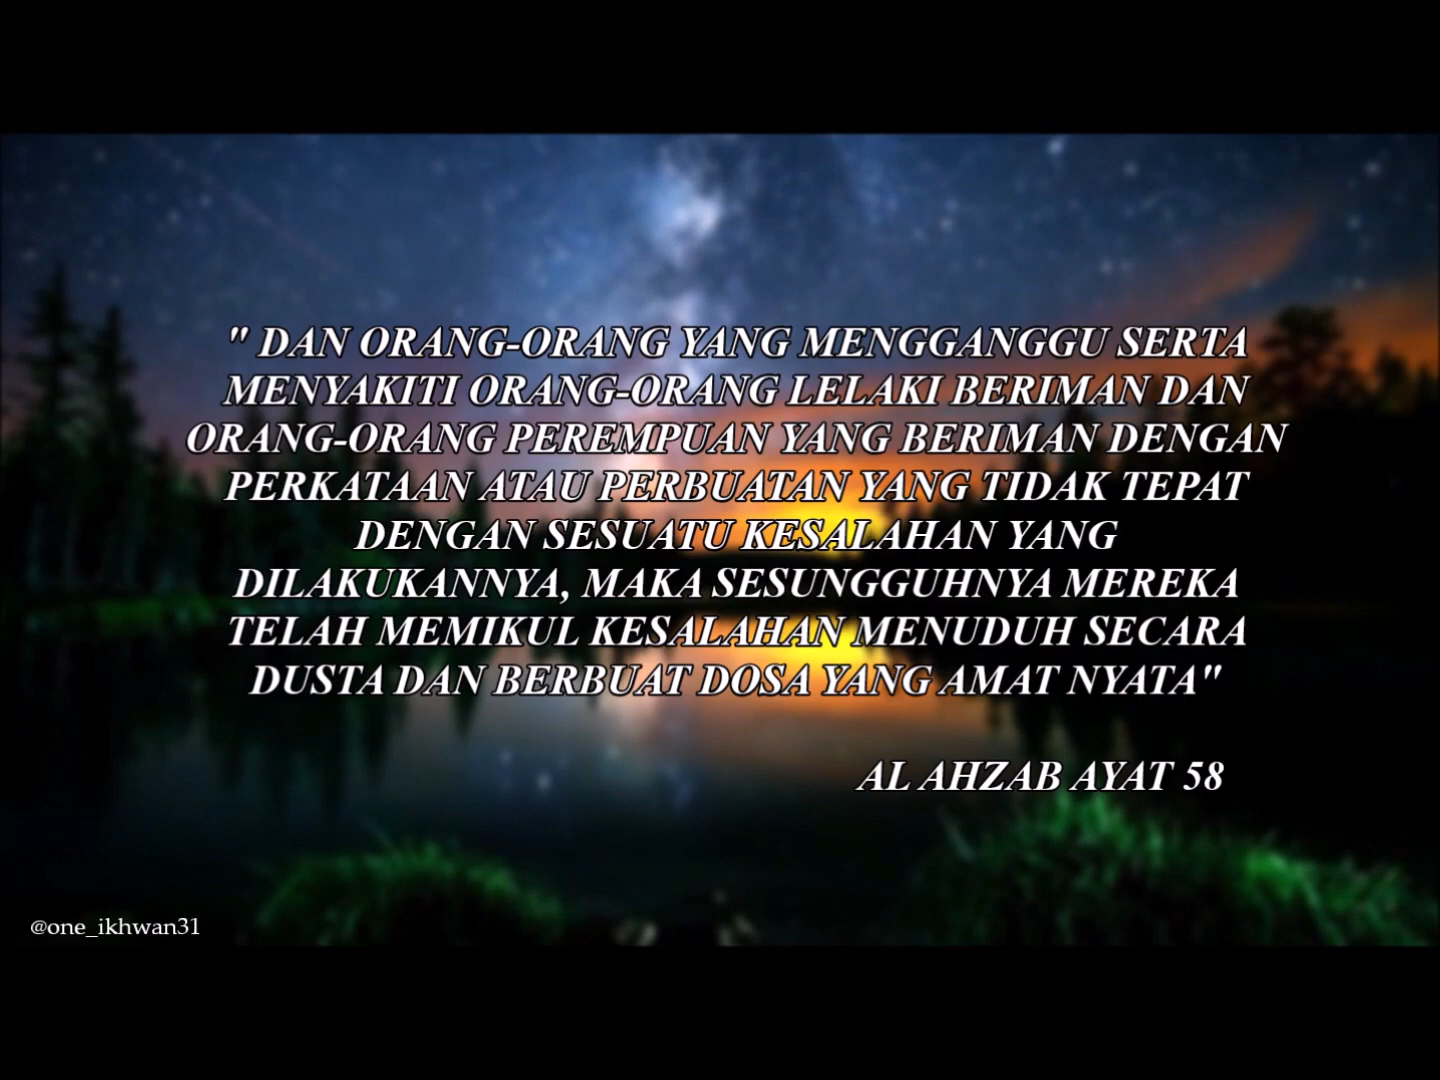 " DAN ORANG-ORANG YANG MENGGANGGU SERTA
MENYAKITI ORANG-ORANG LELAKI BERIMAN DAN
ORANG-ORANG PEREMPUAN YANG BERIMAN DENGAN
PERKATAAN ATAU PERBUATAN YANG TIDAK TEPAT
DENGAN SESUATU KESALAHAN YANG
DILAKUKANNYA, MAKA SESUNGGUHNYA MEREKA
TELAH MEMIKUL KESALAHAN MENUDUH SECARA
DUSTA DAN BERBUAT DOSA YANG AMAT NYATA"
AL AHZAB AYAT 58
@one_ikhwan31